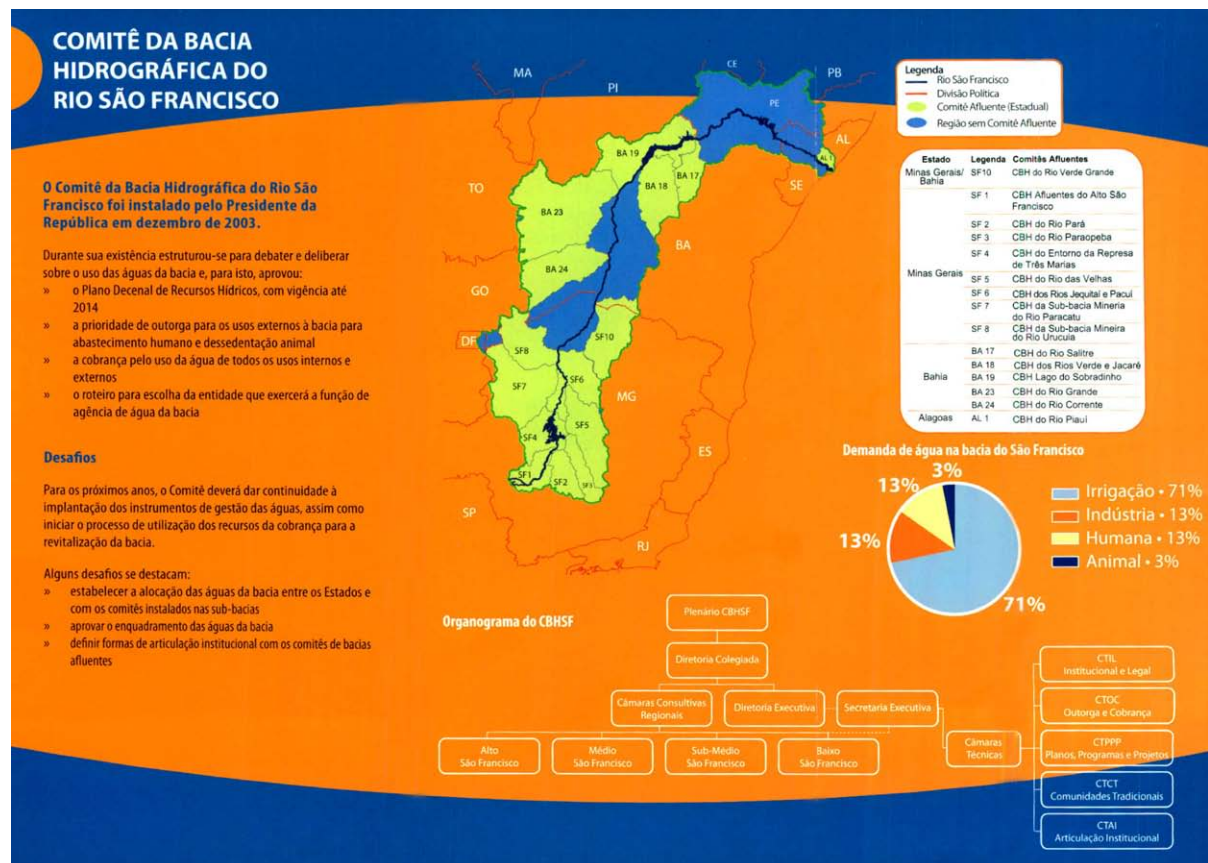 COMITÊ DA BACIA
HIDROGRÁFICA DO
RIO SÃO FRANCISCO
O Comitê da Bacia Hidrográfica do Rio São
Francisco foi instalado pelo Presidente da
República em dezembro de 2003.
Durante sua existência estruturou-se para debater e deliberar
sobre o uso das águas da bacia e, para isto, aprovou:
» o Plano Decenal de Recursos Hídricos, com vigência até
2014
» a prioridade de outorga para os usos externos à bacia para
abastecimento humano e dessedentação animal
» a cobrança pelo uso da água de todos os usos internos e
externos
» o roteiro para escolha da entidade que exercerá a função de
agência de água da bacia
Desafios
Para os próximos anos, o Comitê deverá dar continuidade à
implantação dos instrumentos de gestão das águas, assim como
iniciar o processo de utilização dos recursos da cobrança para a
revitalização da bacia.
Alguns desafios se destacam:
» estabelecer a alocação das águas da bacia entre os Estados e
com os comitês instalados nas sub-bacias
» aprovar o enquadramento das águas da bacia
» definir formas de articulação institucional com os comitês de bacias
afluentes
MA
PI
CE
PB
PE
AL
AL 1
SE
TO
BA 19
BA 17
BA 18
BA 23
BA
BA 24
GO
DF
SF8
SF10
SF7
SF6
MG
SF4
SF5
SF1
SF2
SF3
ES
SP
RJ
Legenda
Rio São Francisco
Divisão Política
Comitê Afluente (Estadual)
Região sem Comitê Afluente
Estado Legenda Comitês Afluentes
Minas Gerais/
Bahia
SF10 CBH do Rio Verde Grande
Minas Gerais
SF 1 CBH Afluentes do Alto São
Francisco
SF 2 CBH do Rio Pará
SF 3 CBH do Rio Paraopeba
SF 4 CBH do Entorno da Represa
de Três Marias
SF 5 CBH do Rio das Velhas
SF 6 CBH dos Rios Jequitaí e Pacuí
SF 7 CBH da Sub-bacia Mineria
do Rio Paracatu
SF 8 CBH da Sub-bacia Mineira
do Rio Urucuia
Bahia
BA 17 CBH do Rio Salitre
BA 18 CBH dos Rios Verde e Jacaré
BA 19 CBH Lago do Sobradinho
BA 23 CBH do Rio Grande
BA 24 CBH do Rio Corrente
Alagoas AL 1 CBH do Rio Piauí
Demanda de água na bacia do São Francisco
3%
13%
13%
71%
Irrigação • 71%
Indústria • 13%
Humana • 13%
Animal • 3%
Organograma do CBHSF
Plenário CBHSF
Diretoria Colegiada
Câmaras Consultivas
Regionais
Diretoria Executiva
Secretaria Executiva
Alto
São Francisco
Médio
São Francisco
Sub-Médio
São Francisco
Baixo
São Francisco
Câmaras
Técnicas
CTIL
Institucional e Legal
CTOC
Outorga e Cobrança
CTPPP
Planos, Programas e Projetos
CTCT
Comunidades Tradicionais
CTAI
Articulação Institucional